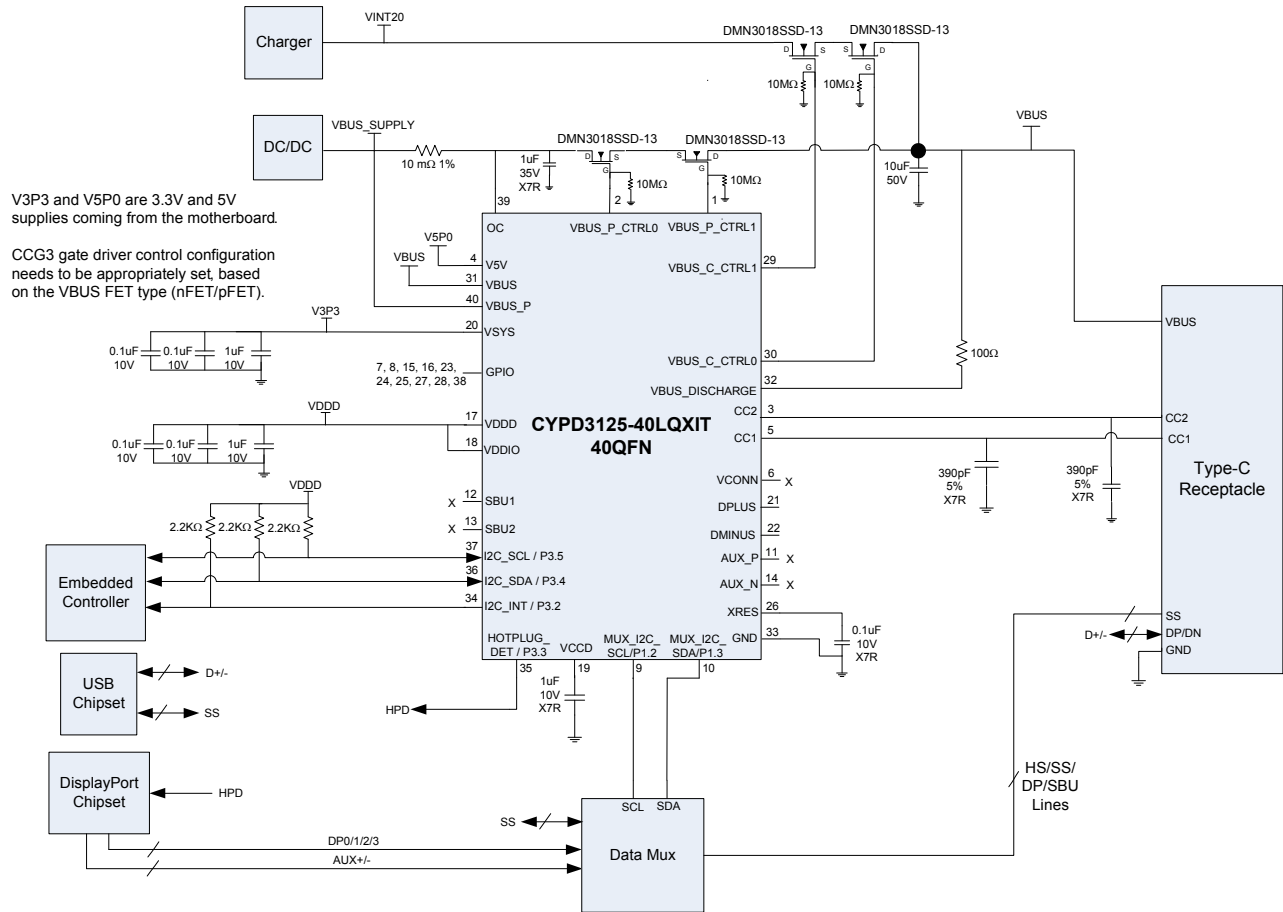 VINT20
Charger
DMN3018SSD-13
DMN3018SSD-13
D
S
G
S
D
G
10MΩ
10MΩ
DC/DC
VBUS_SUPPLY
10 mΩ 1%
1uF
35V
X7R
DMN3018SSD-13
DMN3018SSD-13
D
S
G
S
D
G
10MΩ
10MΩ
VBUS
10uF
50V
V3P3 and V5P0 are 3.3V and 5V
supplies coming from the motherboard.
CCG3 gate driver control configuration
needs to be appropriately set, based
on the VBUS FET type (nFET/pFET).
39
2
1
OC
VBUS_P_CTRL0
VBUS_P_CTRL1
V5P0
4
V5V
VBUS
31
VBUS
40
VBUS_P
V3P3
20
VSYS
0.1uF
10V
0.1uF
10V
1uF
10V
7, 8, 15, 16, 23,
24, 25, 27, 28, 38
GPIO
VDDD
17
VDDD
18
VDDIO
0.1uF
10V
0.1uF
10V
1uF
10V
CYPD3125-40LQXIT
40QFN
29
VBUS_C_CTRL1
30
VBUS_C_CTRL0
32
VBUS_DISCHARGE
100Ω
3
CC2
5
CC1
6
VCONN
X
21
DPLUS
22
DMINUS
11
AUX_P
X
14
AUX_N
X
26
XRES
33
GND
0.1uF
10V
X7R
390pF
5%
X7R
390pF
5%
X7R
VBUS
CC2
CC1
Type-C
Receptacle
SS
D+/-
DP/DN
GND
VDDD
2.2KΩ
2.2KΩ
2.2KΩ
X
12
SBU1
X
13
SBU2
37
I2C_SCL / P3.5
36
I2C_SDA / P3.4
34
I2C_INT / P3.2
Embedded
Controller
HOTPLUG_
DET / P3.3
VCCD
MUX_I2C_
SCL/P1.2
MUX_I2C_
SDA/P1.3
35
19
9
10
1uF
10V
X7R
HPD
USB
Chipset
D+/-
SS
DisplayPort
Chipset
HPD
DP0/1/2/3
AUX+/-
SS
SCL
SDA
Data Mux
HS/SS/
DP/SBU
Lines